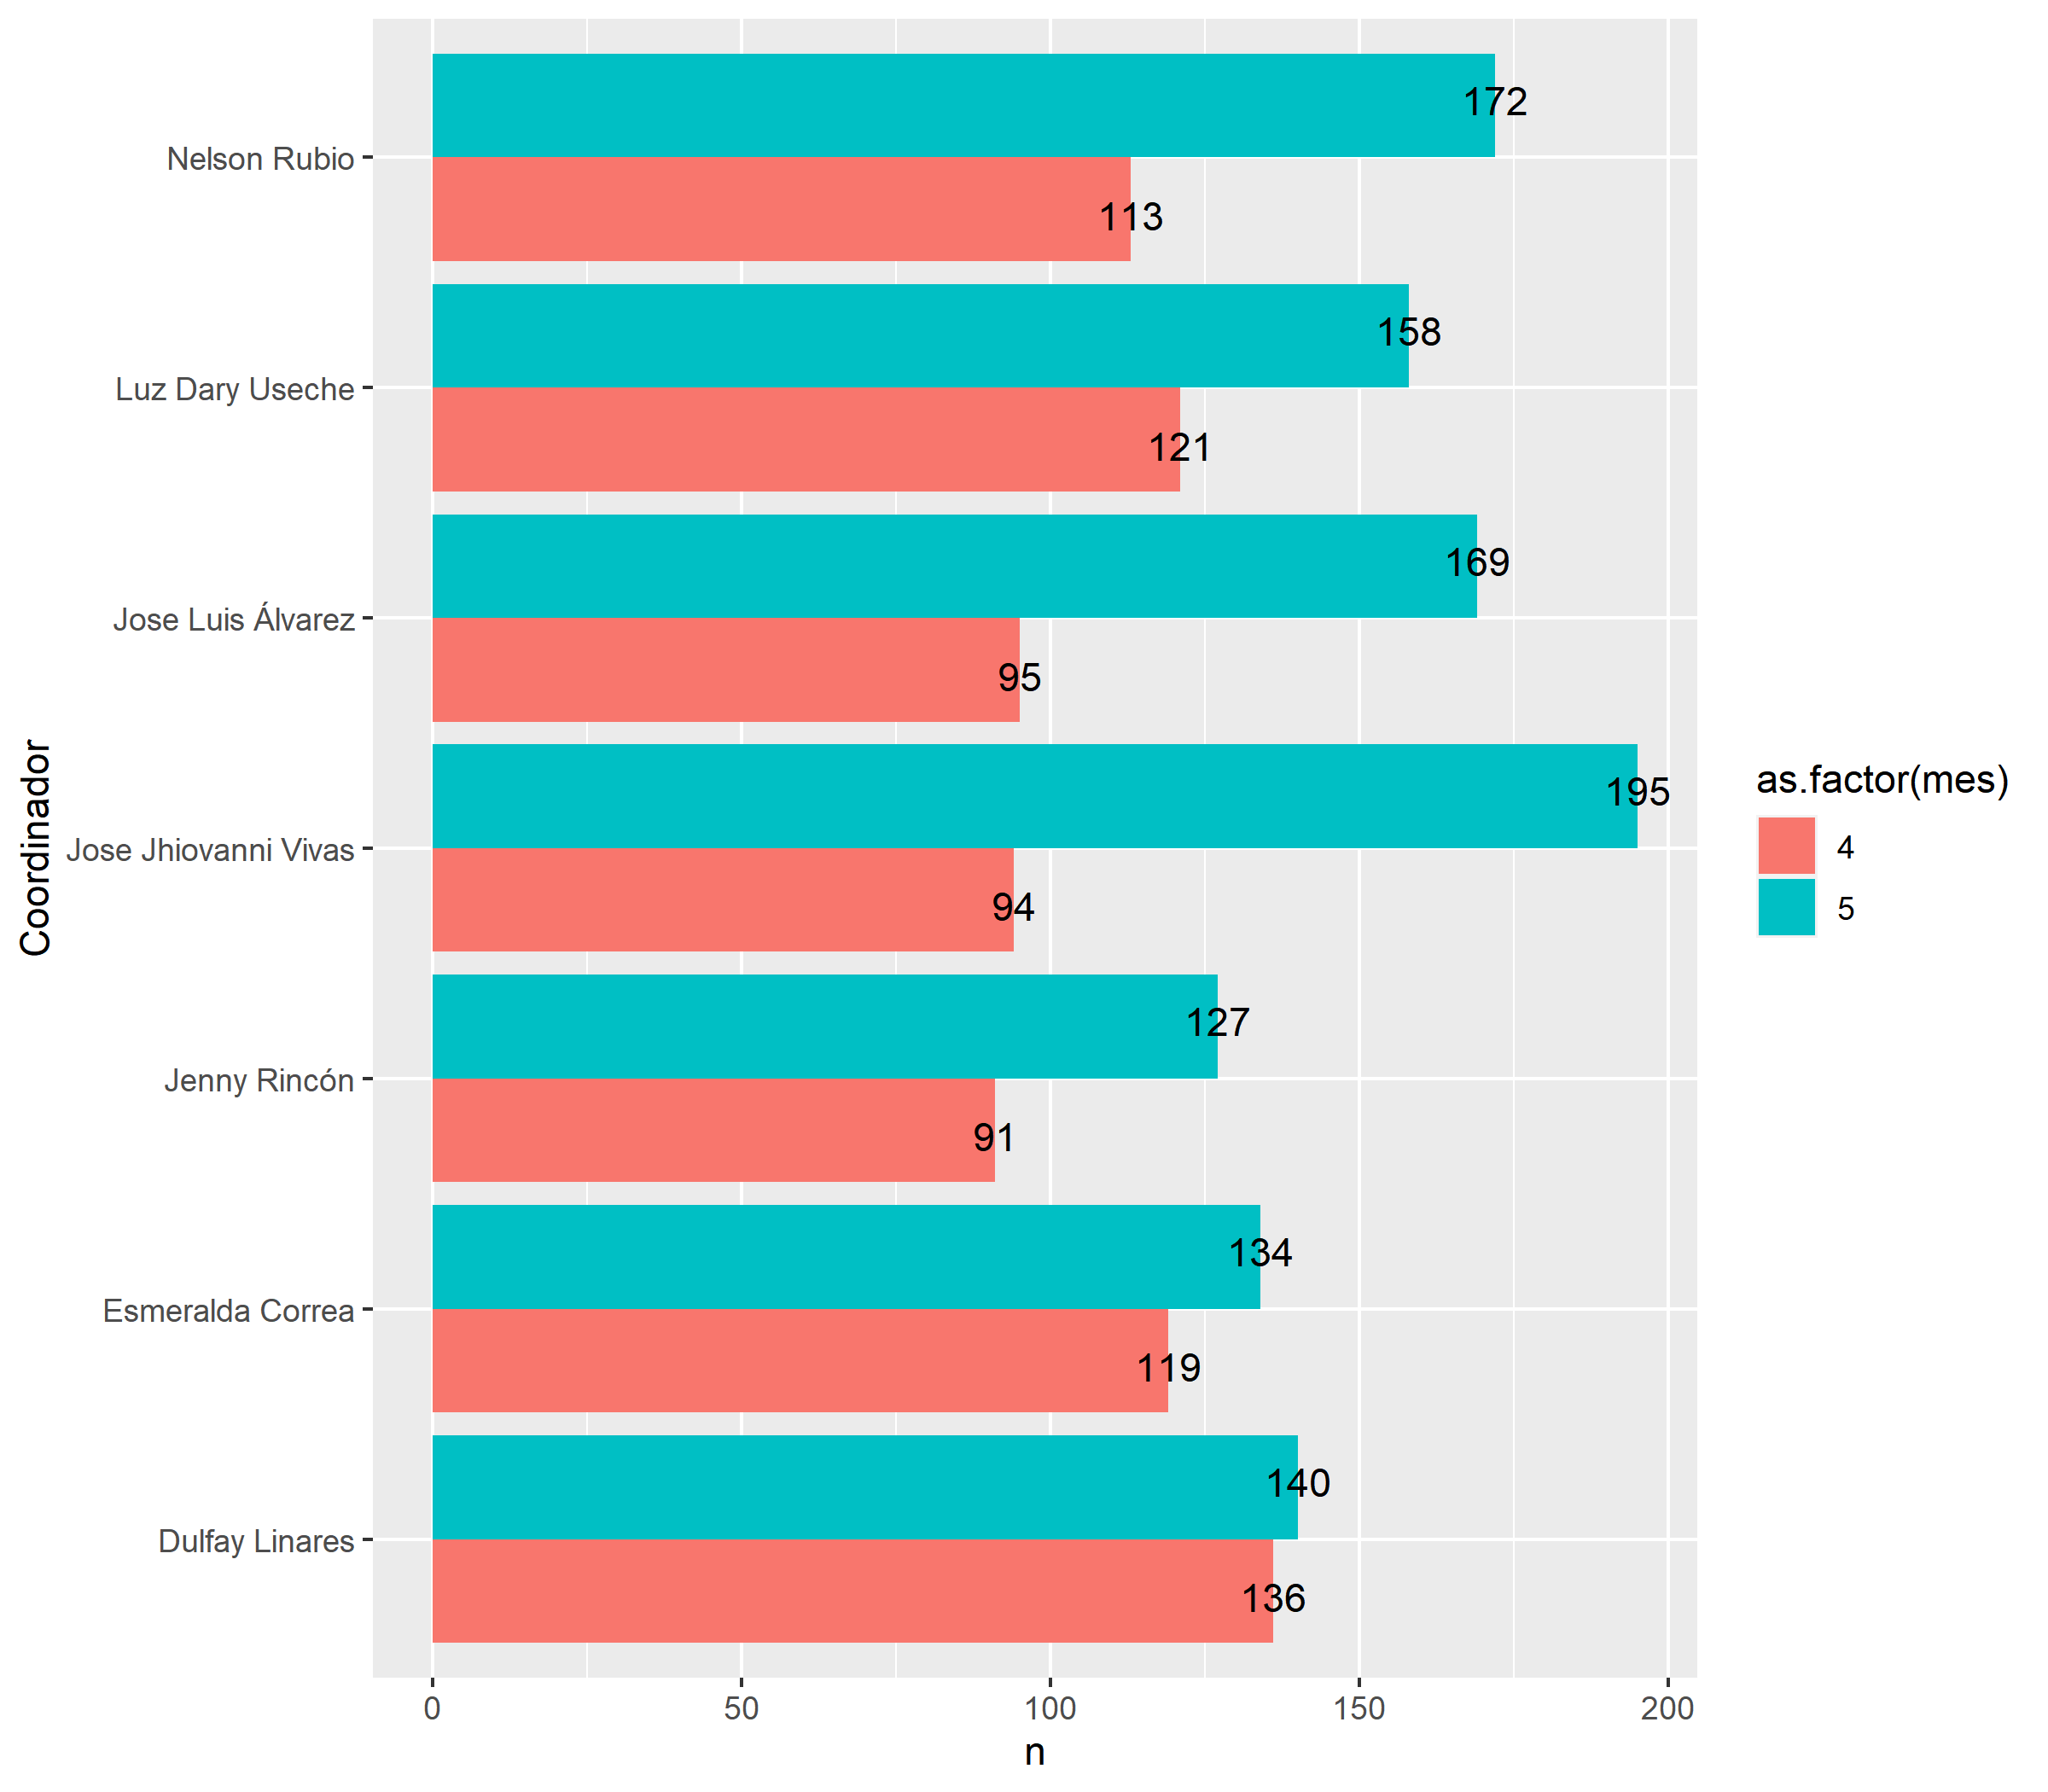 Nelson Rubio
172
113
Luz Dary Useche
158
121
Jose Luis Álvarez
169
95
Jose Jhiovanni Vivas
195
94
Jenny Rincón
127
91
Esmeralda Correa
134
119
Dulfay Linares
140
136
Coordinador
0 50 100 150 200
n
as.factor(mes)
4
5